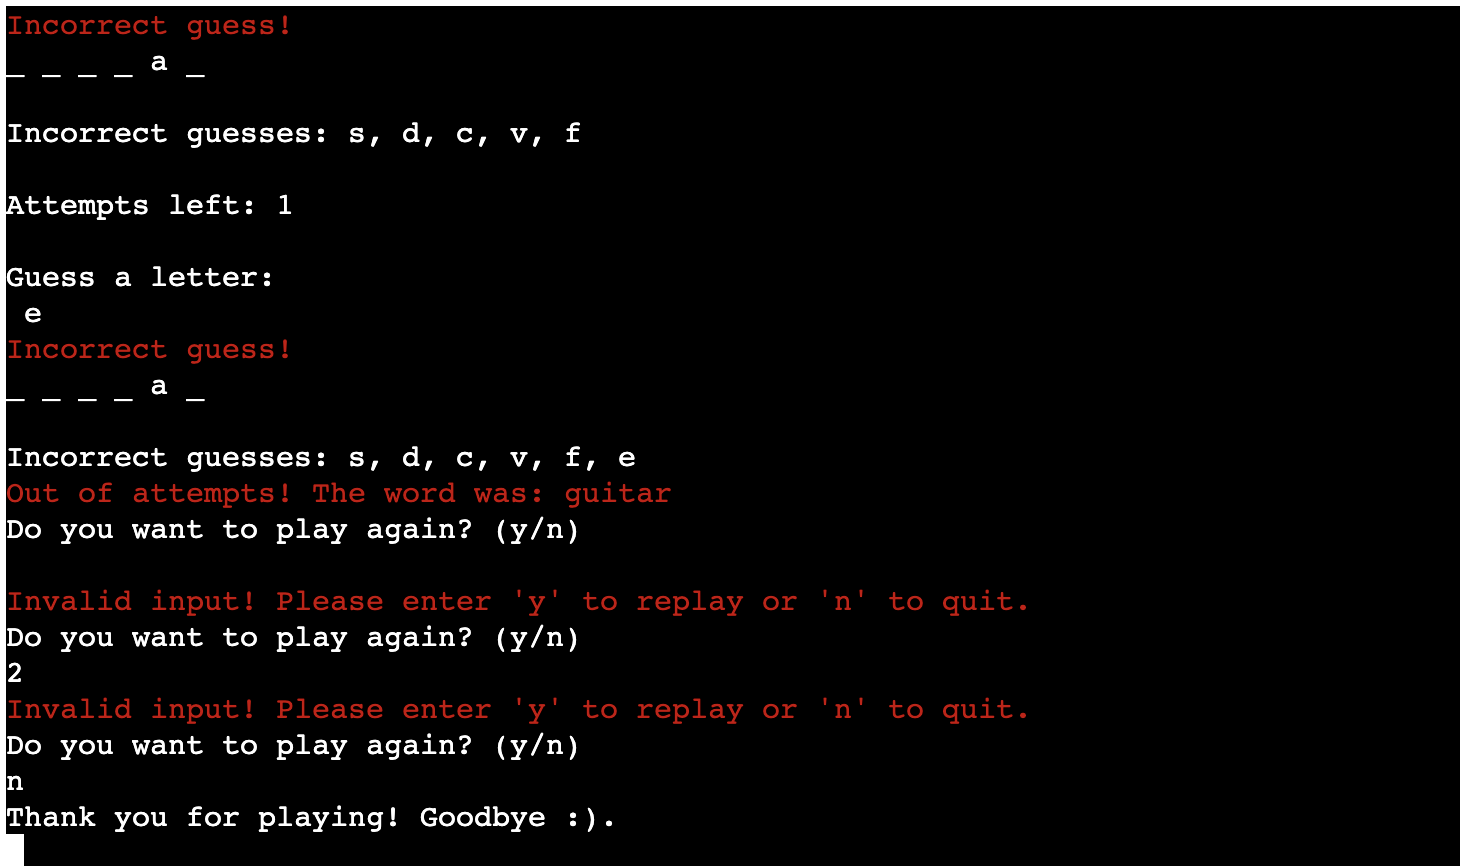 Incorrect guess!
_ _ _ _ a _
Incorrect guesses: s, d, c, v, f
Attempts left: 1
Guess a letter:
e
Incorrect guess!
_ _ _ _ a _
Incorrect guesses: s, d, c, v, f, e
Out of attempts! The word was: guitar
Do you want to play again? (y/n)
Invalid input! Please enter 'y' to replay or 'n' to quit.
Do you want to play again? (y/n)
2
Invalid input! Please enter 'y' to replay or 'n' to quit.
Do you want to play again? (y/n)
n
Thank you for playing! Goodbye :).